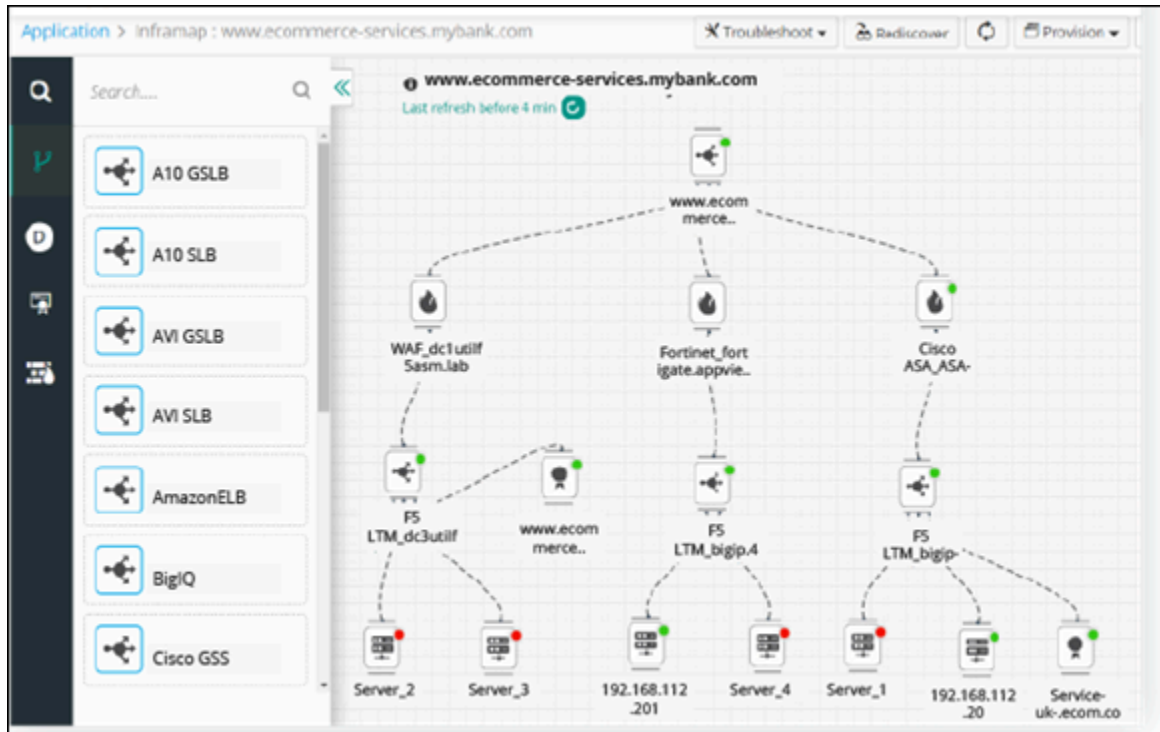 Application > Inframap : www.ecommerce-services.mybank.com
Troubleshoot
Rediscover
Provision
Search.....
www.ecommerce-services.mybank.com
Last refresh before 4 min
A10 GSLB
A10 SLB
AVI GSLB
AVI SLB
AmazonELB
BigIQ
Cisco GSS
D
www.ecom
merce..
WAF_dc1utilf
5asm.lab
Fortinet_fort
igate.appvie..
Cisco
ASA_ASA-
F5
LTM_dc3utilf
www.ecom
merce..
F5
LTM_bigip.4
F5
LTM_bigip-
Server_2
Server_3
192.168.112
.201
Server_4
Server_1
192.168.112
.20
Service-
uk-.ecom.co